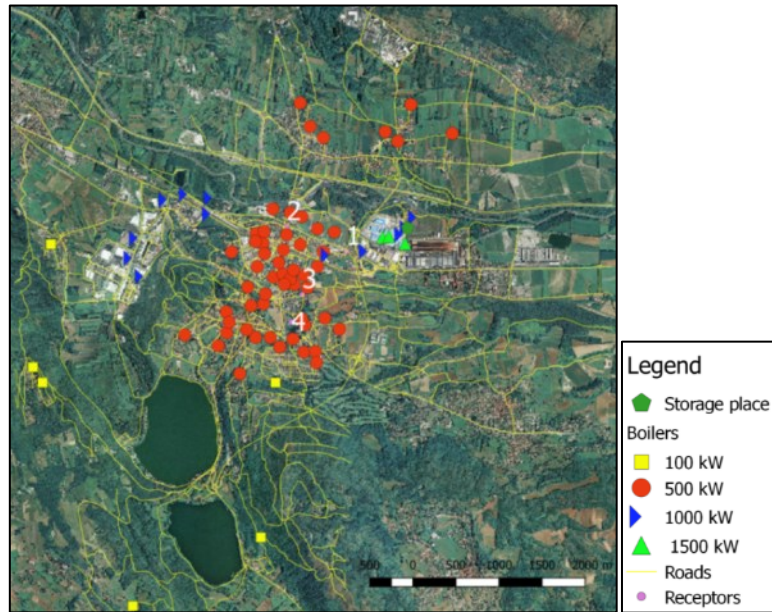 2
1
3
4
500 0 500 1000 1500 2000 m
Legend
Storage place
Boilers
100 kW
500 kW
1000 kW
1500 kW
Roads
Receptors